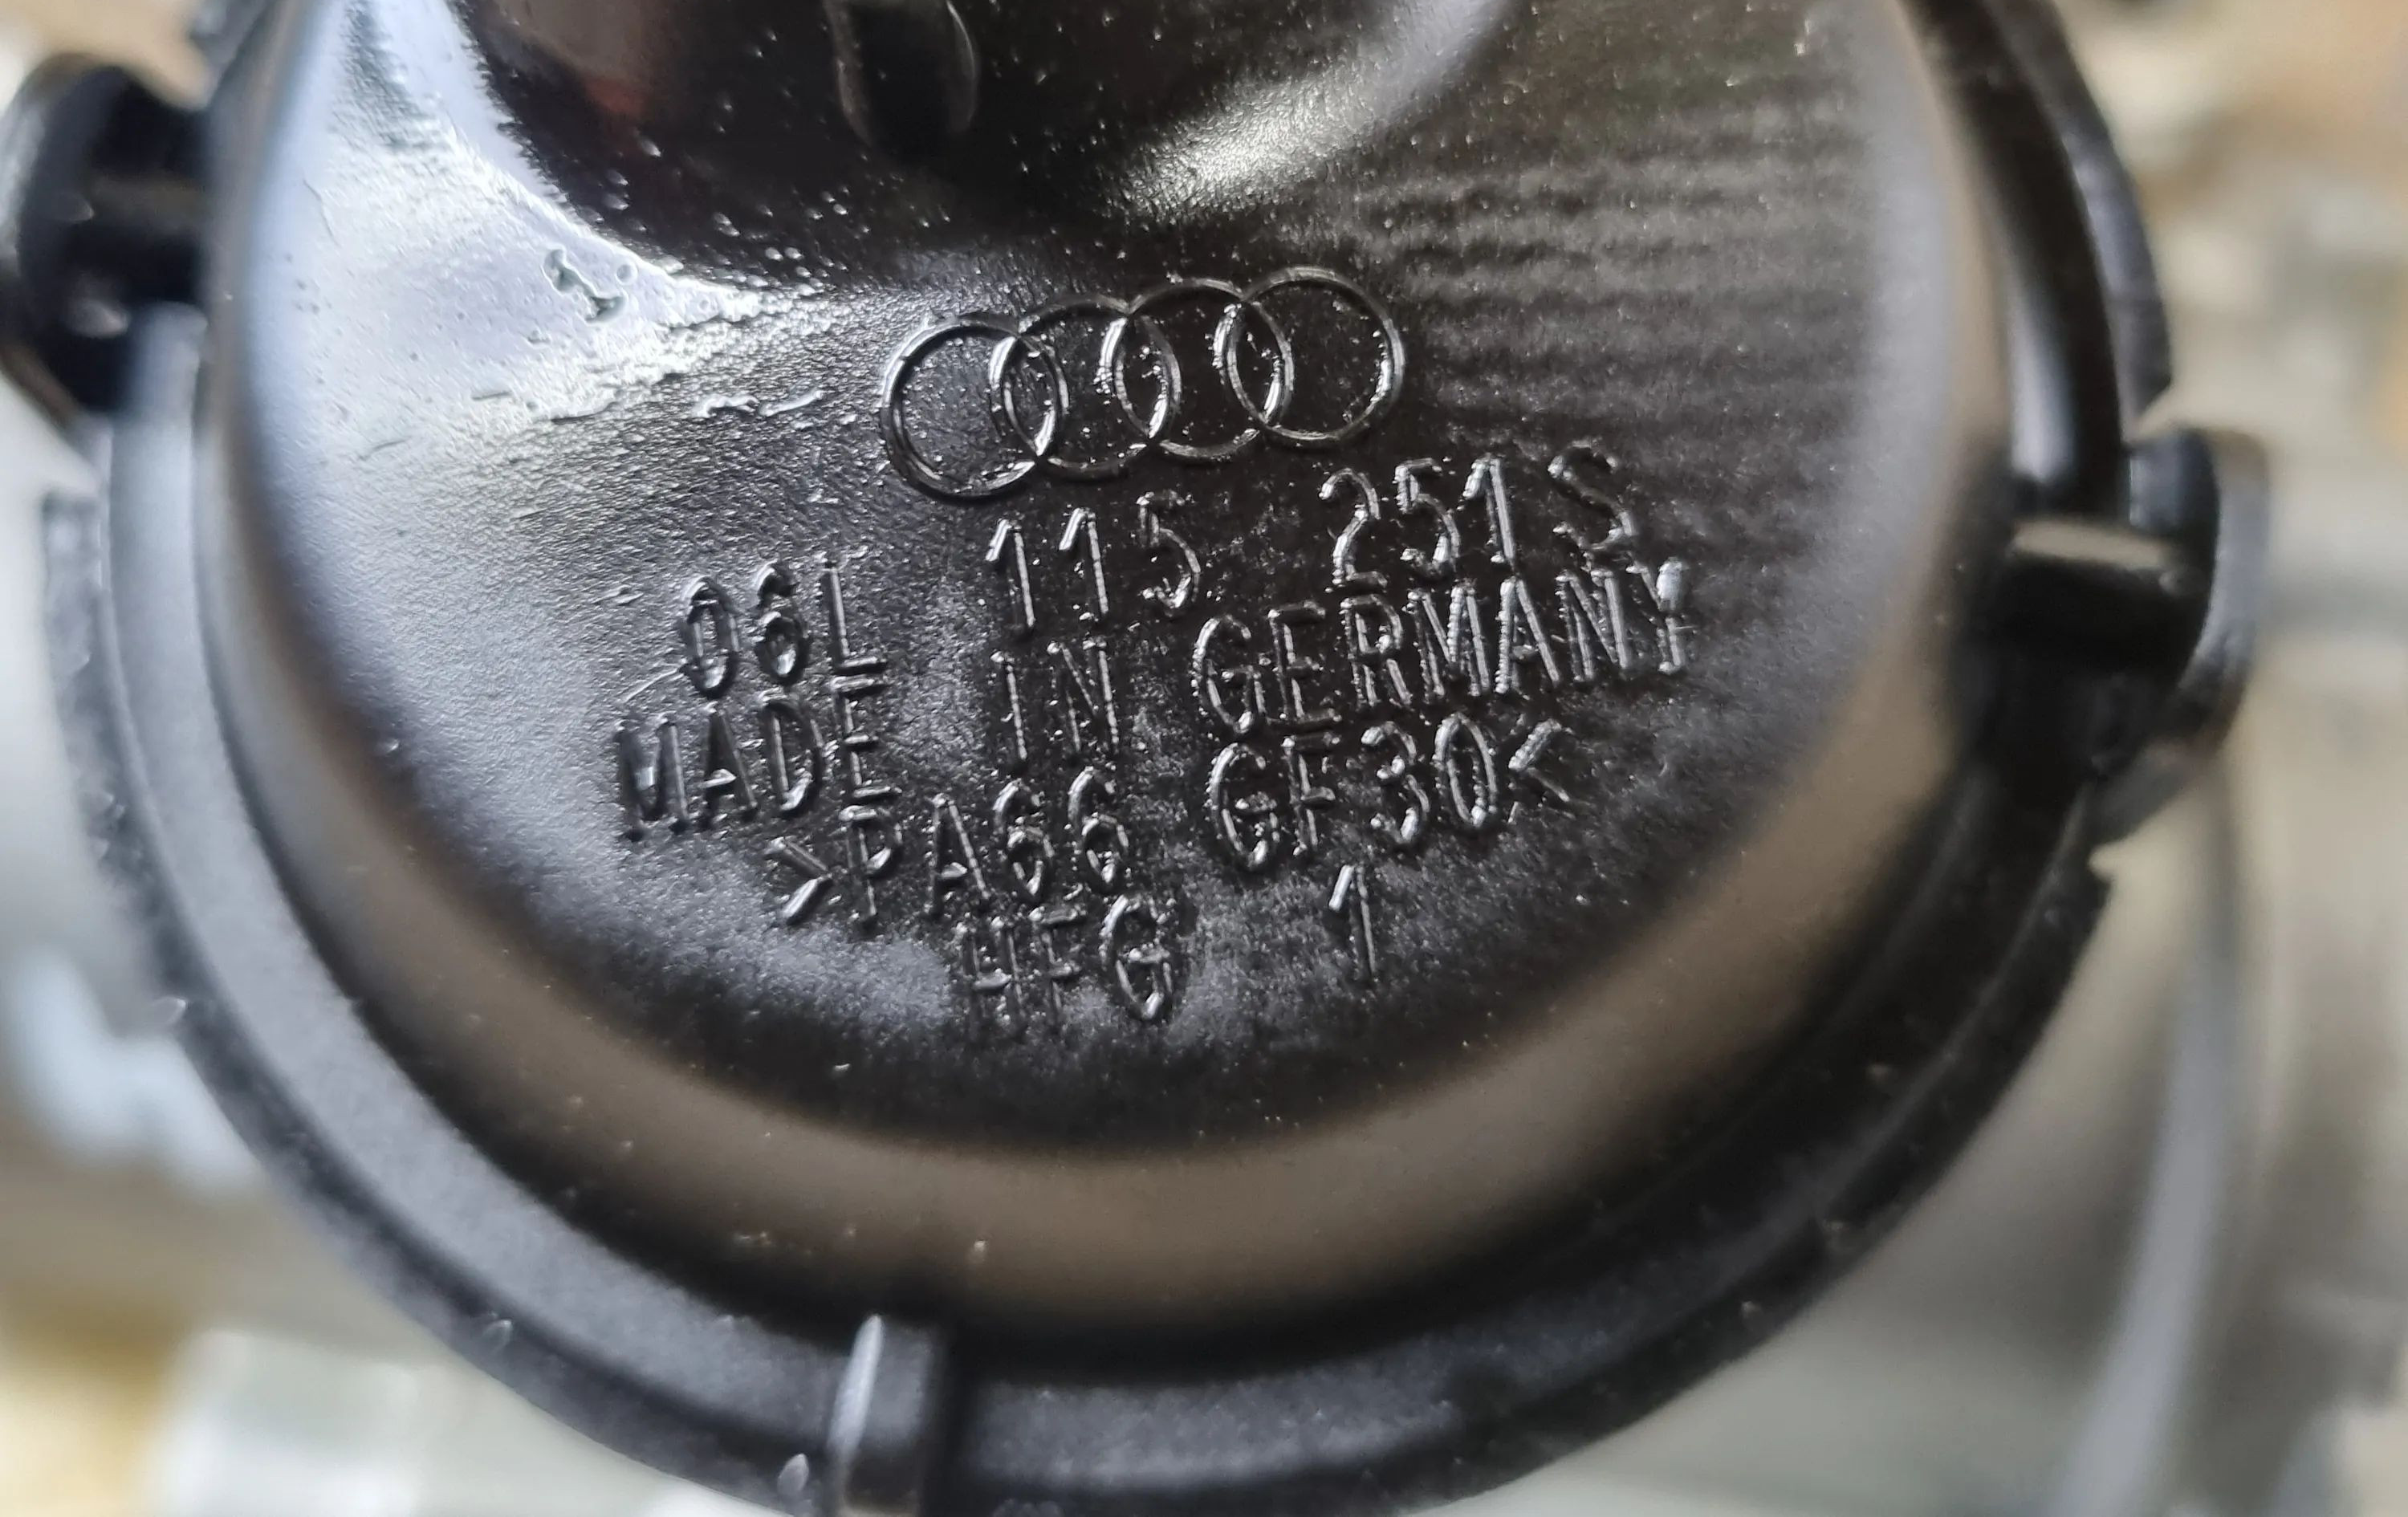 06L 115 251 S
MADE IN GERMANY
>PA66 GF30<
HFG 1